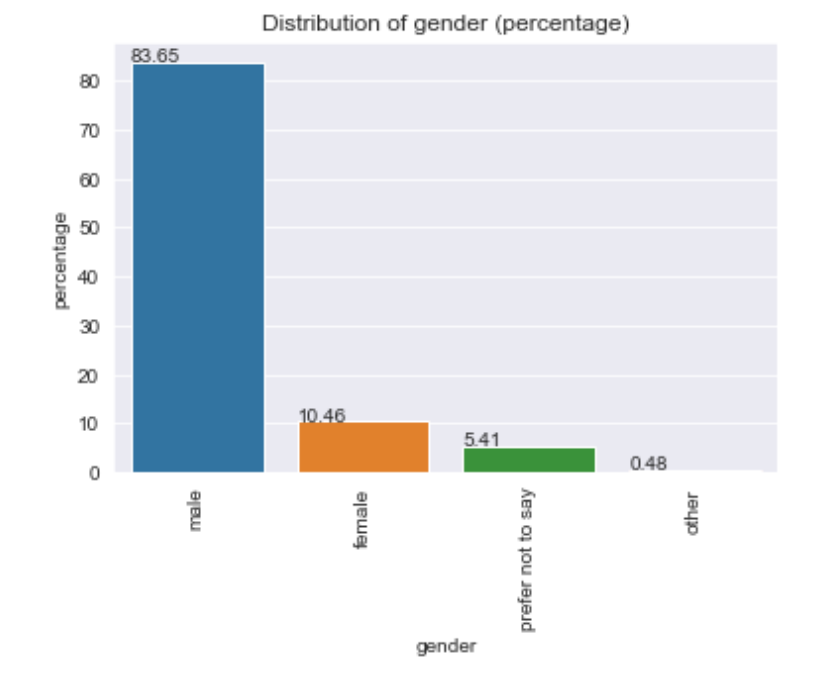 Distribution of gender (percentage)
83.65
80
70
60
50
40
30
20
10
0
percentage
10.46
5.41
0.48
male
female
prefer not to say
other
gender